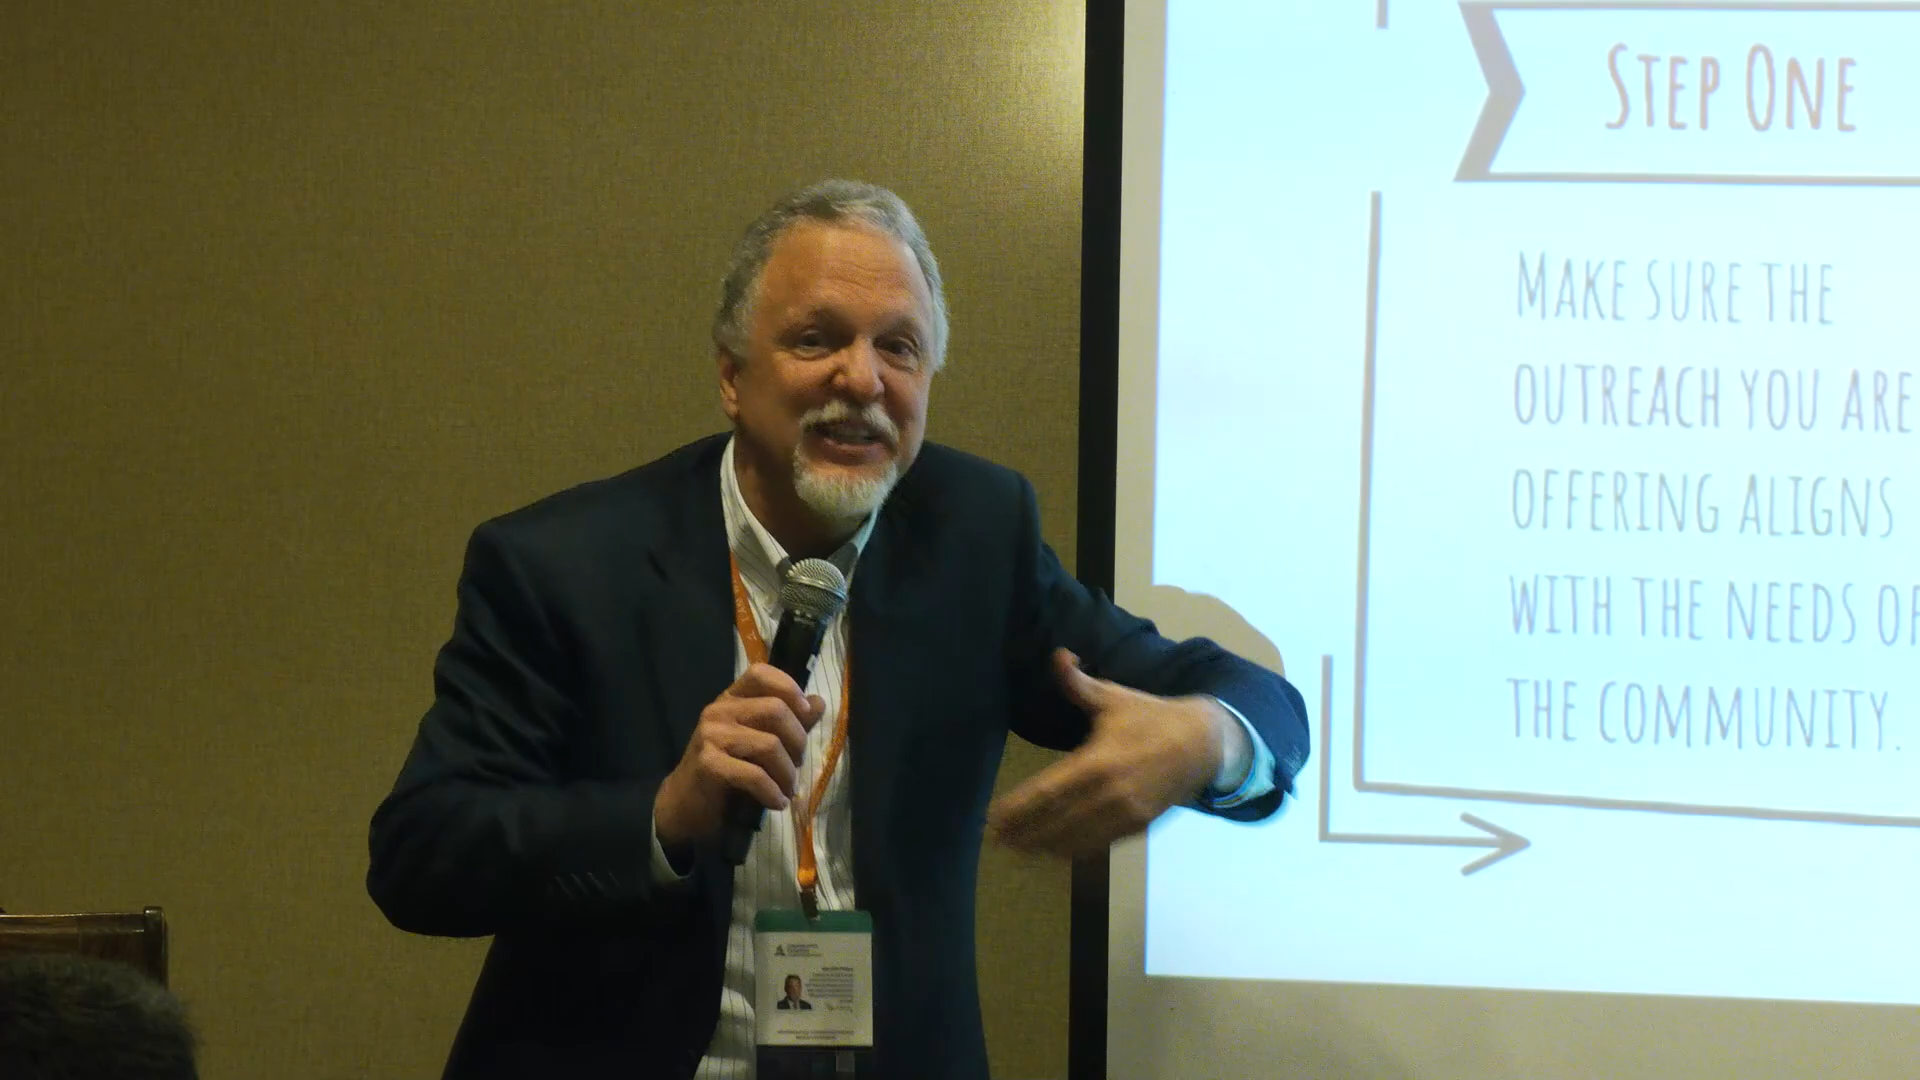 STEP ONE
MAKE SURE THE
OUTREACH YOU ARE
OFFERING ALIGNS
WITH THE NEEDS OF
THE COMMUNITY.